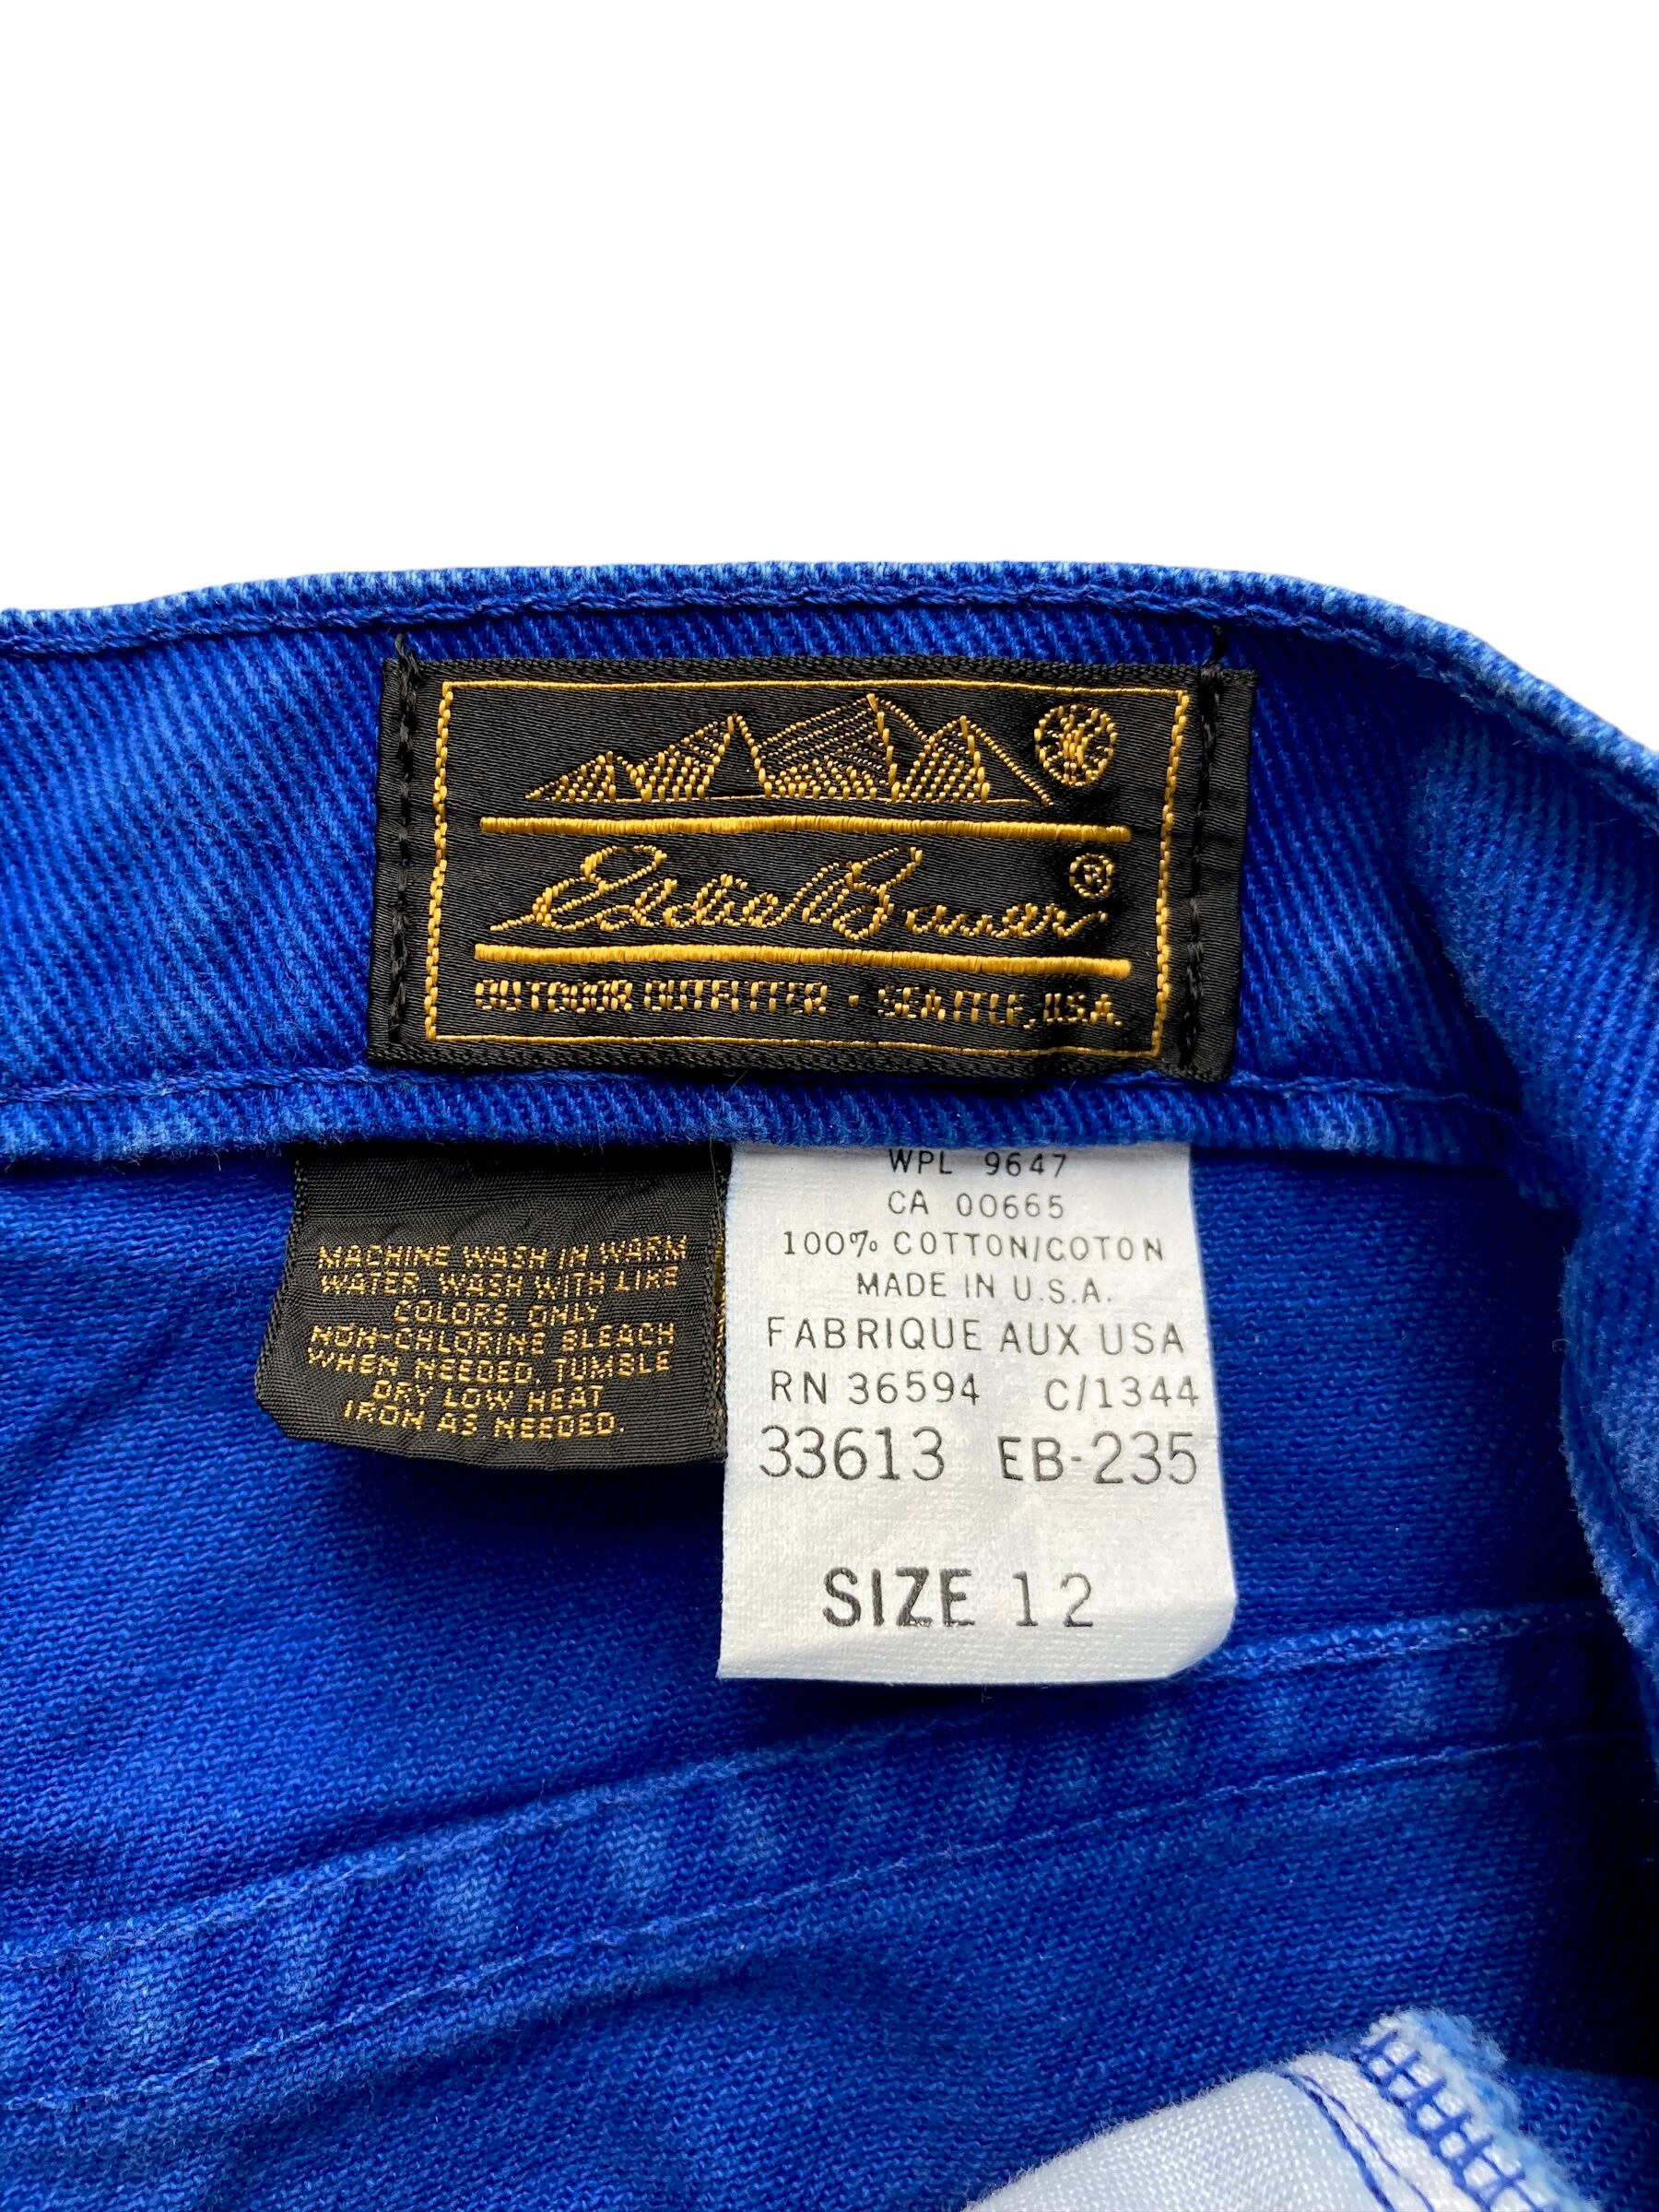 Eddie Bauer ®
OUTDOOR OUTFITTER · SEATTLE, U.S.A.
MACHINE WASH IN WARM
WATER, WASH WITH LIKE
COLORS. ONLY
NON-CHLORINE BLEACH
WHEN NEEDED, TUMBLE
DRY LOW HEAT
IRON AS NEEDED.
WPL 9647
CA 00665
100% COTTON/COTON
MADE IN U.S.A.
FABRIQUE AUX USA
RN 36594 C/1344
33613 EB-235
SIZE 12